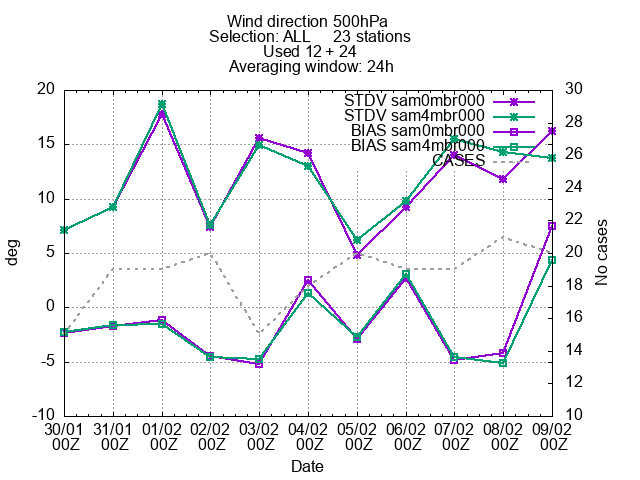 Wind direction 500hPa
Selection: ALL     23 stations
Used 12 + 24
Averaging window: 24h
20
15
10
5
0
-5
-10
deg
30
28
26
24
22
20
18
16
14
12
10
No cases
STDV sam0mbr000
STDV sam4mbr000
BIAS sam0mbr000
BIAS sam4mbr000
CASES
30/01 31/01 01/02 02/02 03/02 04/02 05/02 06/02 07/02 08/02 09/02
00Z 00Z 00Z 00Z 00Z 00Z 00Z 00Z 00Z 00Z 00Z
Date